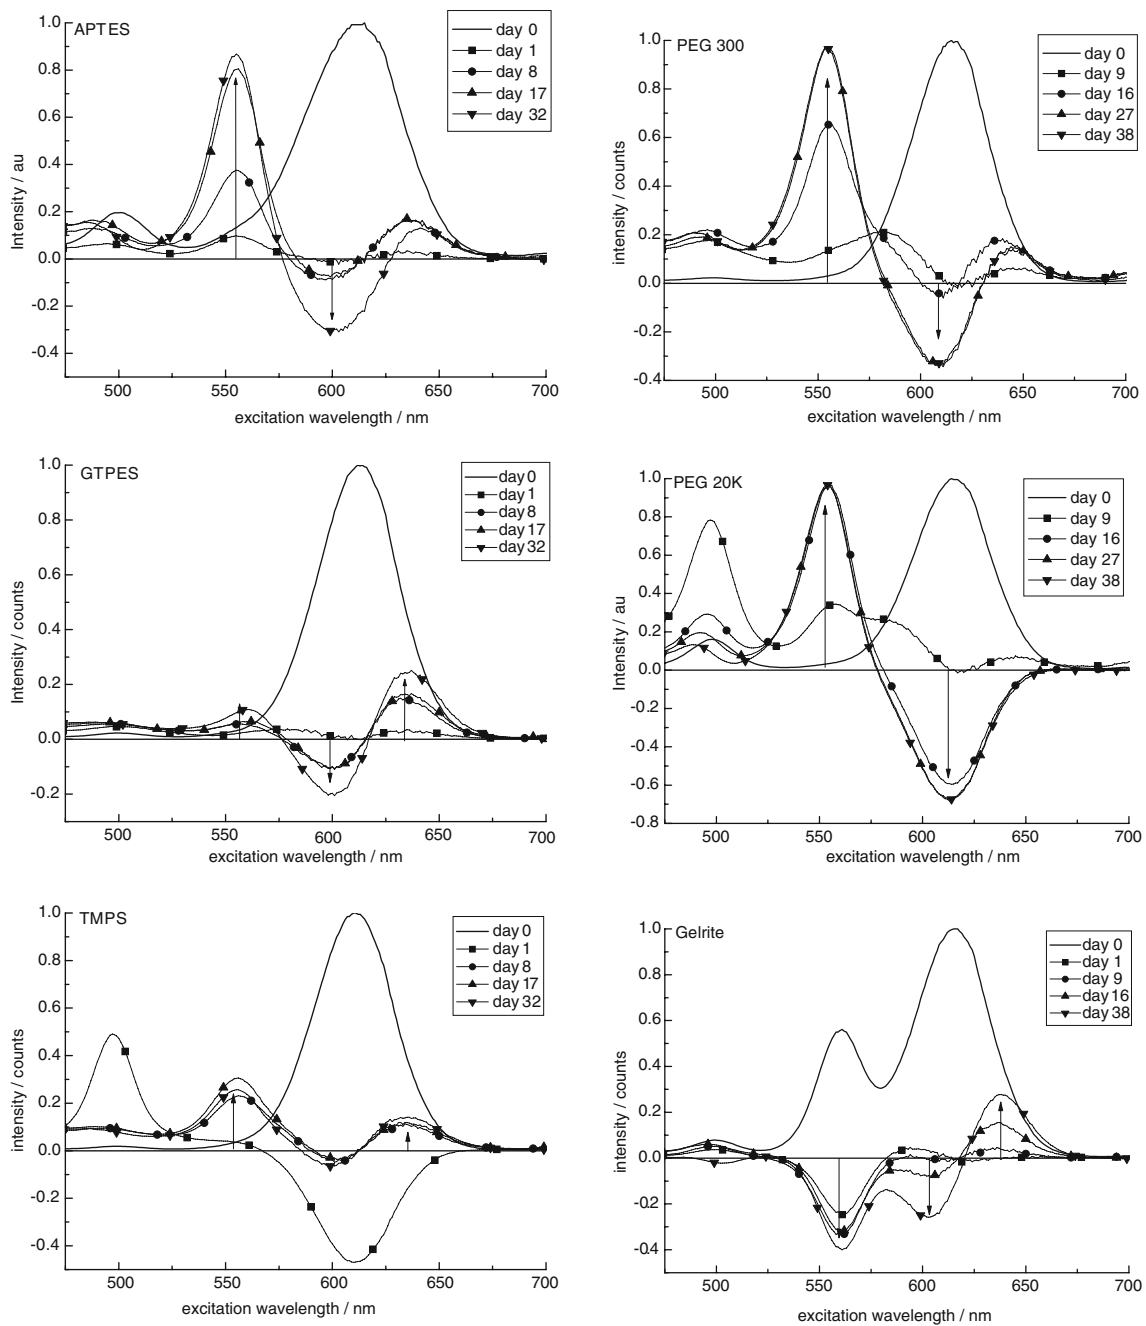 APTES
day 0
day 1
day 8
day 17
day 32
1.0
0.8
0.6
0.4
0.2
0.0
-0.2
-0.4
Intensity / au
500
550
600
650
700
excitation wavelength / nm
PEG 300
day 0
day 9
day 16
day 27
day 38
1.0
0.8
0.6
0.4
0.2
0.0
-0.2
-0.4
intensity / counts
500
550
600
650
700
excitation wavelength / nm
GTPES
day 0
day 1
day 8
day 17
day 32
1.0
0.8
0.6
0.4
0.2
0.0
-0.2
Intensity / counts
500
550
600
650
700
excitation wavelength / nm
PEG 20K
day 0
day 9
day 16
day 27
day 38
1.0
0.8
0.6
0.4
0.2
0.0
-0.2
-0.4
-0.6
-0.8
Intensity / au
500
550
600
650
700
excitation wavelength / nm
TMPS
day 0
day 1
day 8
day 17
day 32
1.0
0.8
0.6
0.4
0.2
0.0
-0.2
-0.4
intensity / counts
500
550
600
650
700
excitation wavelength / nm
Gelrite
day 0
day 1
day 9
day 16
day 38
1.0
0.8
0.6
0.4
0.2
0.0
-0.2
-0.4
intensity / counts
500
550
600
650
700
excitation wavelength / nm